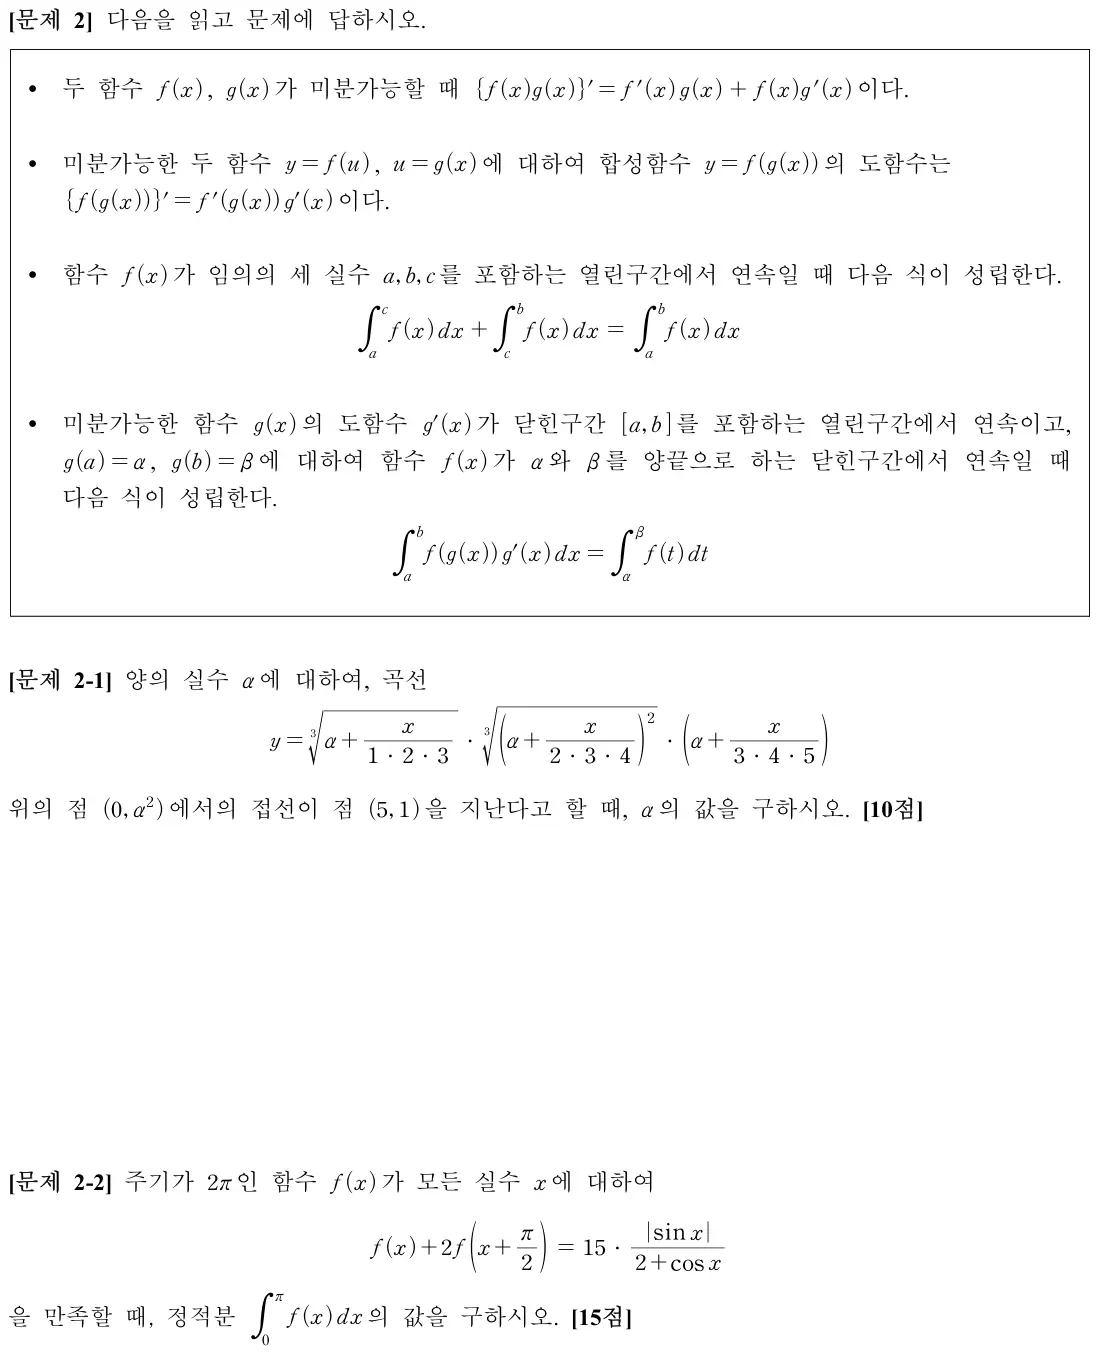 [문제 2] 다음을 읽고 문제에 답하시오.
• 두 함수 f(x), g(x)가 미분가능할 때 {f(x)g(x)}′=f′(x)g(x)+f(x)g′(x)이다.
• 미분가능한 두 함수 y=f(u), u=g(x)에 대하여 합성함수 y=f(g(x))의 도함수는
{f(g(x))}′=f′(g(x))g′(x)이다.
• 함수 f(x)가 임의의 세 실수 a, b, c를 포함하는 열린구간에서 연속일 때 다음 식이 성립한다.
∫_a^c f(x)dx + ∫_c^b f(x)dx = ∫_a^b f(x)dx
• 미분가능한 함수 g(x)의 도함수 g′(x)가 닫힌구간 [a,b]를 포함하는 열린구간에서 연속이고,
g(a)=α, g(b)=β에 대하여 함수 f(x)가 α와 β를 양끝으로 하는 닫힌구간에서 연속일 때
다음 식이 성립한다.
∫_a^b f(g(x))g′(x)dx = ∫_α^β f(t)dt
[문제 2-1] 양의 실수 α에 대하여, 곡선
y = ∛(α + x/(1·2·3)) · ∛((α + x/(2·3·4))²) · (α + x/(3·4·5))
위의 점 (0, α²)에서의 접선이 점 (5, 1)을 지난다고 할 때, α의 값을 구하시오. [10점]
[문제 2-2] 주기가 2π인 함수 f(x)가 모든 실수 x에 대하여
f(x)+2f(x+π/2) = 15 · |sin x|/(2+cos x)
을 만족할 때, 정적분 ∫_0^π f(x)dx의 값을 구하시오. [15점]